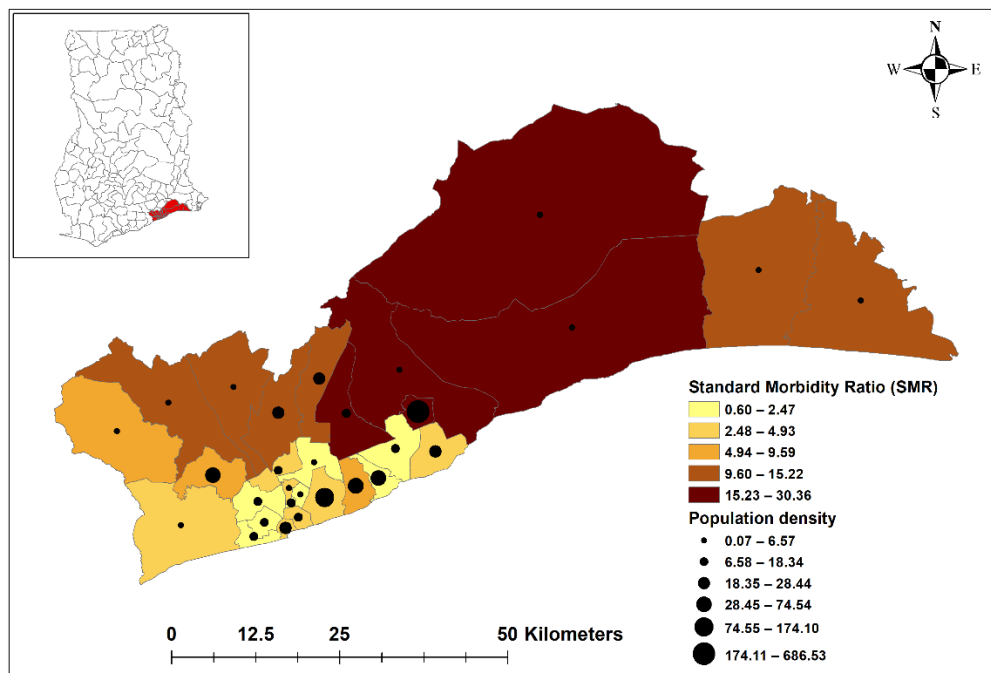 N
W E
S
Standard Morbidity Ratio (SMR)
0.60 – 2.47
2.48 – 4.93
4.94 – 9.59
9.60 – 15.22
15.23 – 30.36
Population density
0.07 – 6.57
6.58 – 18.34
18.35 – 28.44
28.45 – 74.54
74.55 – 174.10
174.11 – 686.53
0 12.5 25 50 Kilometers